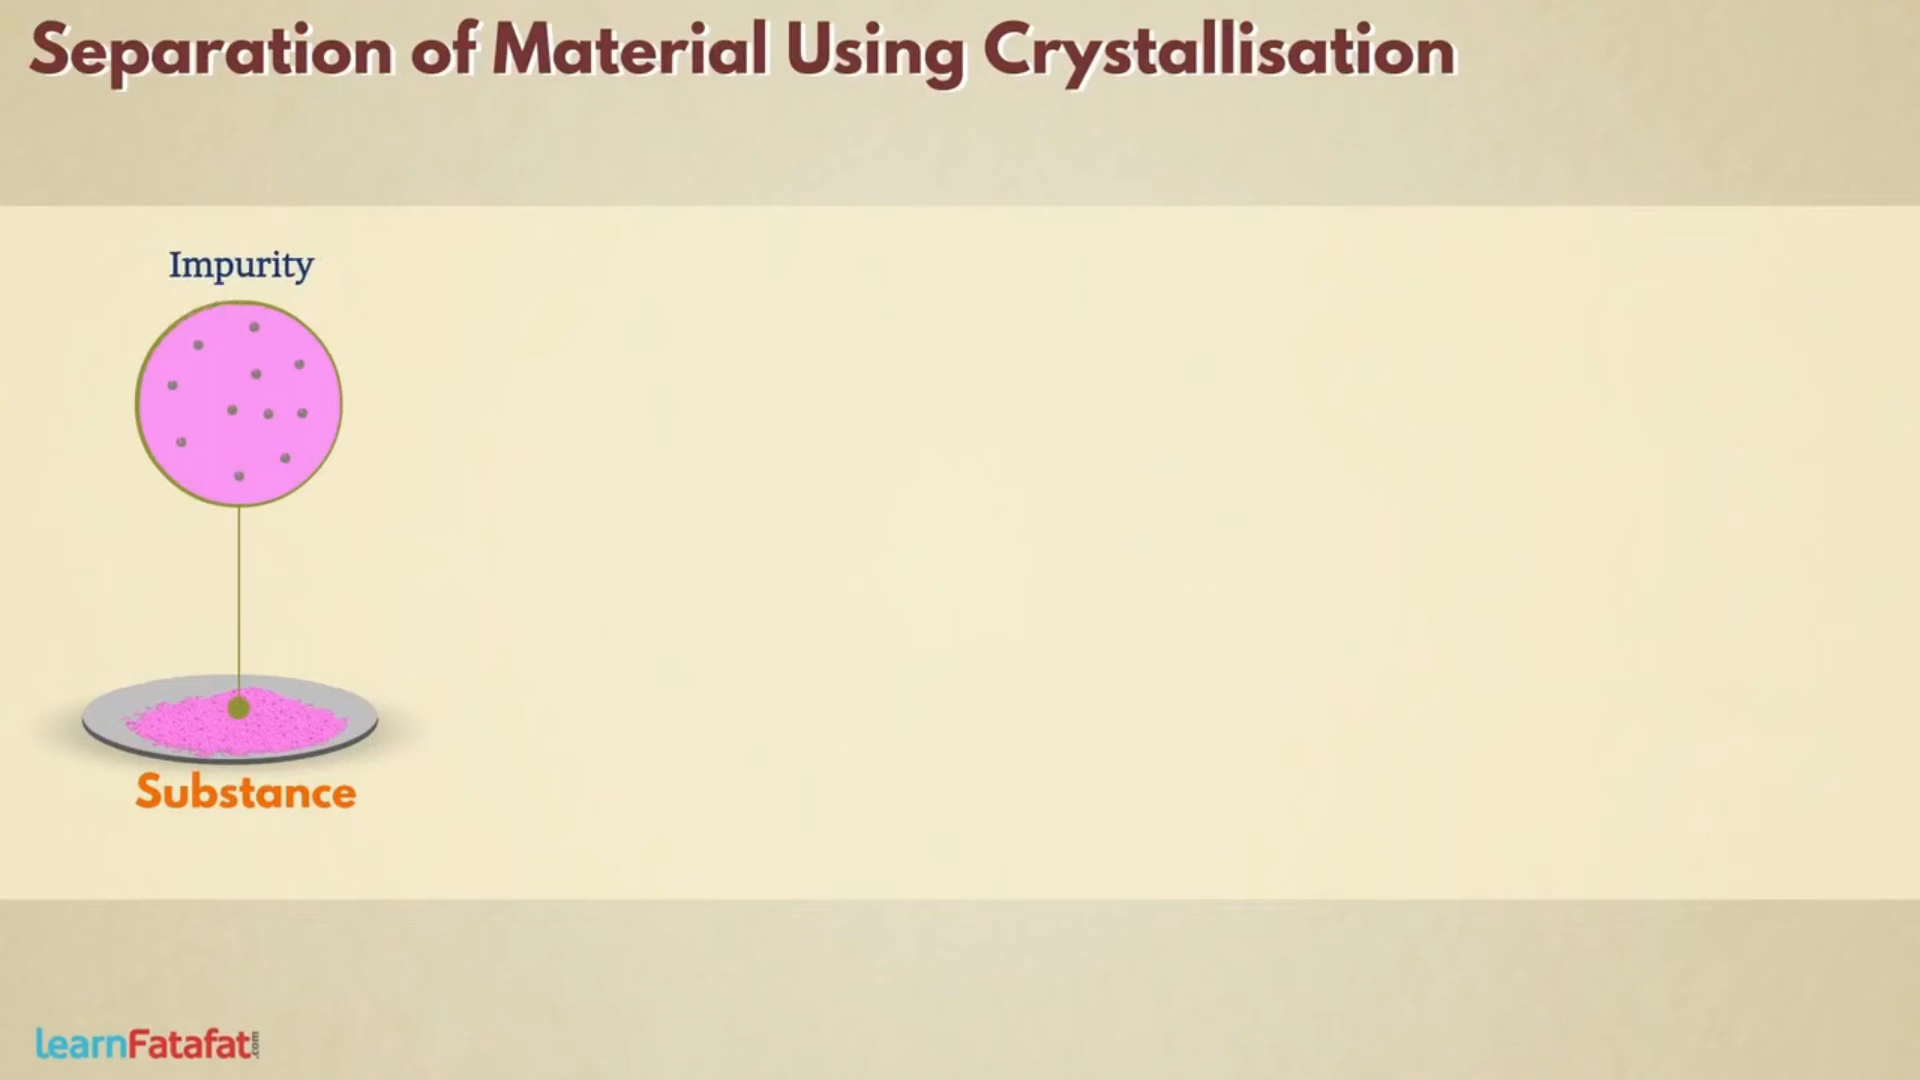 Separation of Material Using Crystallisation
Impurity
Substance
learnFatafat.com